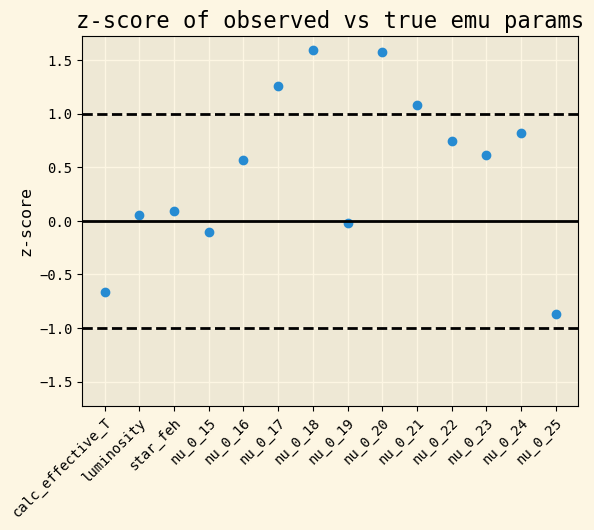 z-score of observed vs true emu params
z-score
1.5
1.0
0.5
0.0
−0.5
−1.0
−1.5
calc_effective_T
luminosity
star_feh
nu_0_15
nu_0_16
nu_0_17
nu_0_18
nu_0_19
nu_0_20
nu_0_21
nu_0_22
nu_0_23
nu_0_24
nu_0_25